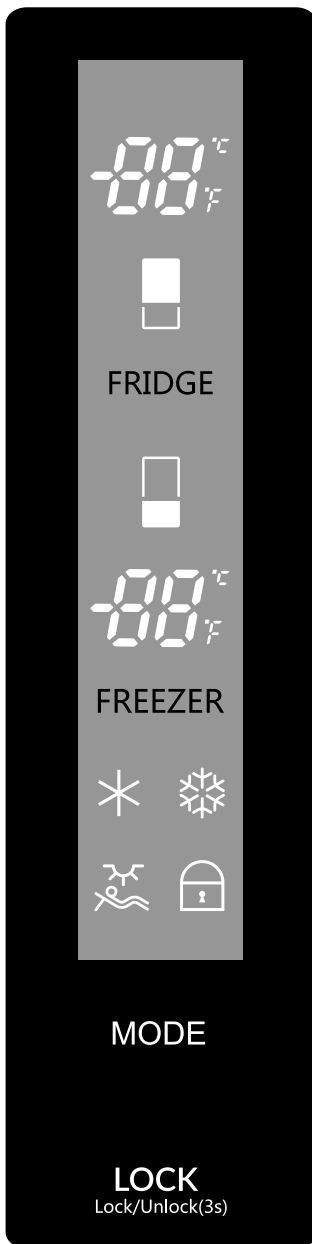 -88°C
°F
FRIDGE
-88°C
°F
FREEZER
MODE
LOCK
Lock/Unlock(3s)